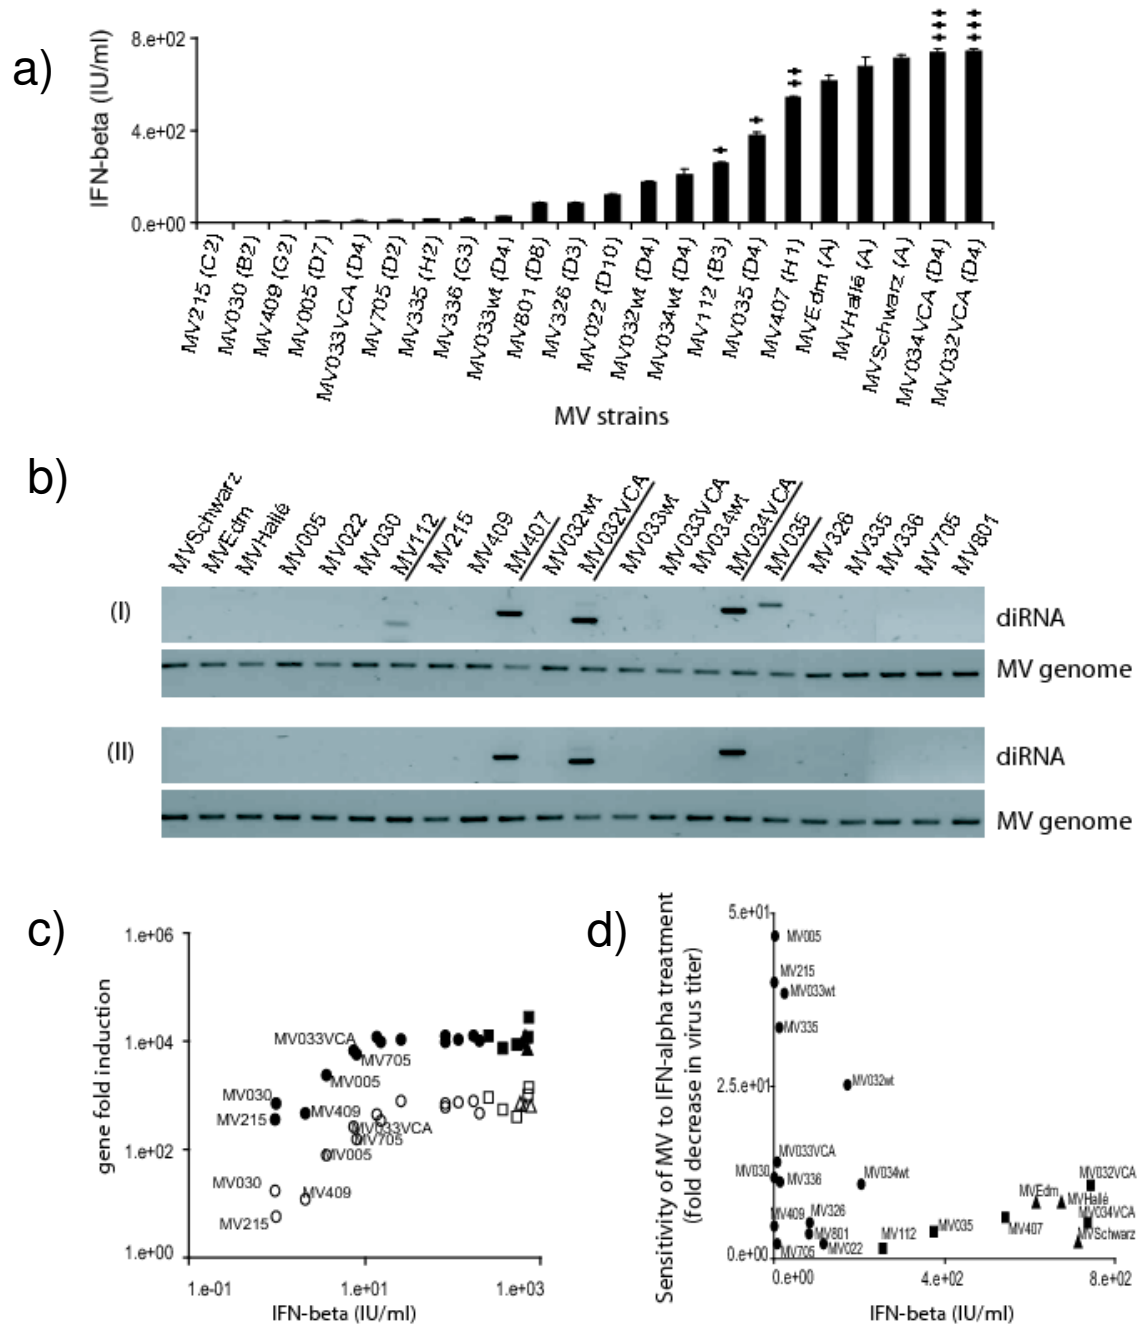 a)
IFN-beta (IU/ml)
8.e+02
4.e+02
0.e+00
MV215 (C2)
MV030 (B2)
MV409 (G2)
MV005 (D7)
MV033VCA (D4)
MV705 (D2)
MV335 (H2)
MV336 (G3)
MV033wt (D4)
MV801 (D8)
MV326 (D3)
MV022 (D10)
MV032wt (D4)
MV034wt (D4)
MV112 (B3)
MV035 (D4)
MV407 (H1)
MVEdm (A)
MVHallé (A)
MVSchwarz (A)
MV034VCA (D4)
MV032VCA (D4)
MV strains
b)
MVSchwarz
MVEdm
MVHallé
MV005
MV022
MV030
MV112
MV215
MV409
MV407
MV032wt
MV032VCA
MV033wt
MV033VCA
MV034wt
MV034VCA
MV035
MV326
MV335
MV336
MV705
MV801
(I)
diRNA
MV genome
(II)
diRNA
MV genome
c)
gene fold induction
1.e+06
1.e+04
1.e+02
1.e+00
MV033VCA
MV705
MV005
MV030
MV409
MV215
MV033VCA
MV705
MV005
MV030
MV409
MV215
1.e-01
1.e+01
1.e+03
IFN-beta (IU/ml)
d)
Sensitivity of MV to IFN-alpha treatment
(fold decrease in virus titer)
5.e+01
2.5e+01
0.e+00
MV005
MV215
MV033wt
MV335
MV032wt
MV033VCA
MV030
MV336
MV034wt
MV032VCA
MVEdm
MVHallé
MV409
MV326
MV034VCA
MV801
MV112
MV035
MV407
MVSchwarz
MV705
MV022
0.e+00
4.e+02
8.e+02
IFN-beta (IU/ml)